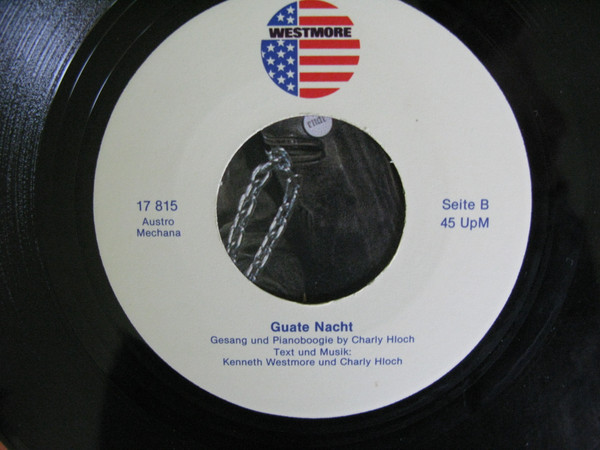 WESTMORE
17 815
Austro
Mechana
Seite B
45 UpM
Guate Nacht
Gesang und Pianoboogie by Charly Hloch
Text und Musik:
Kenneth Westmore und Charly Hloch